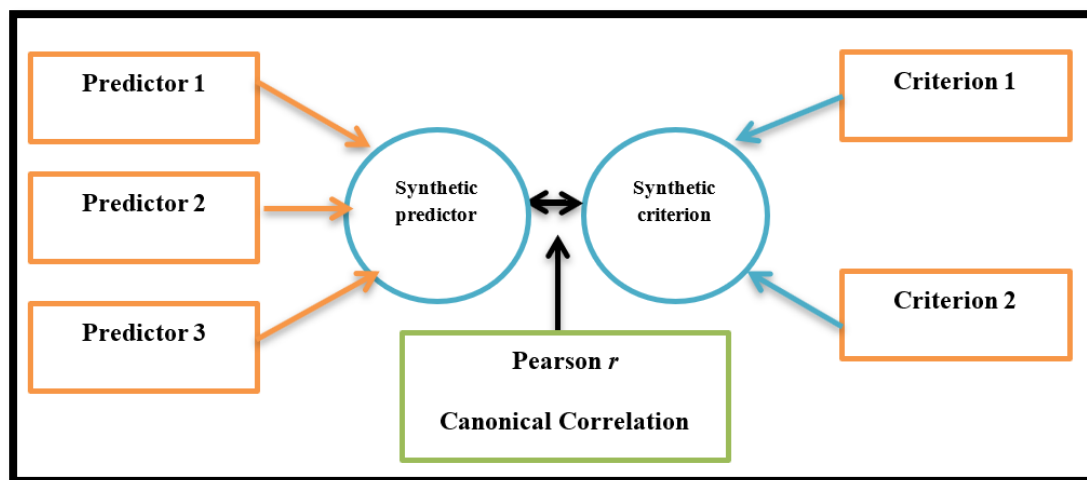 Predictor 1
Predictor 2
Predictor 3
Synthetic
predictor
Synthetic
criterion
Criterion 1
Criterion 2
Pearson r
Canonical Correlation